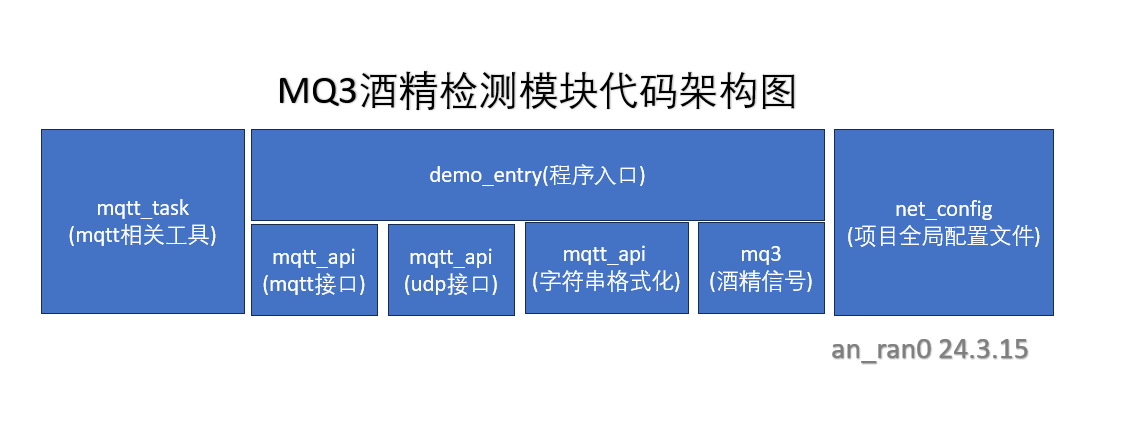 MQ3酒精检测模块代码架构图
mqtt_task
(mqtt相关工具)
demo_entry(程序入口)
mqtt_api
(mqtt接口)
mqtt_api
(udp接口)
mqtt_api
(字符串格式化)
mq3
(酒精信号)
net_config
(项目全局配置文件)
an_ran0 24.3.15